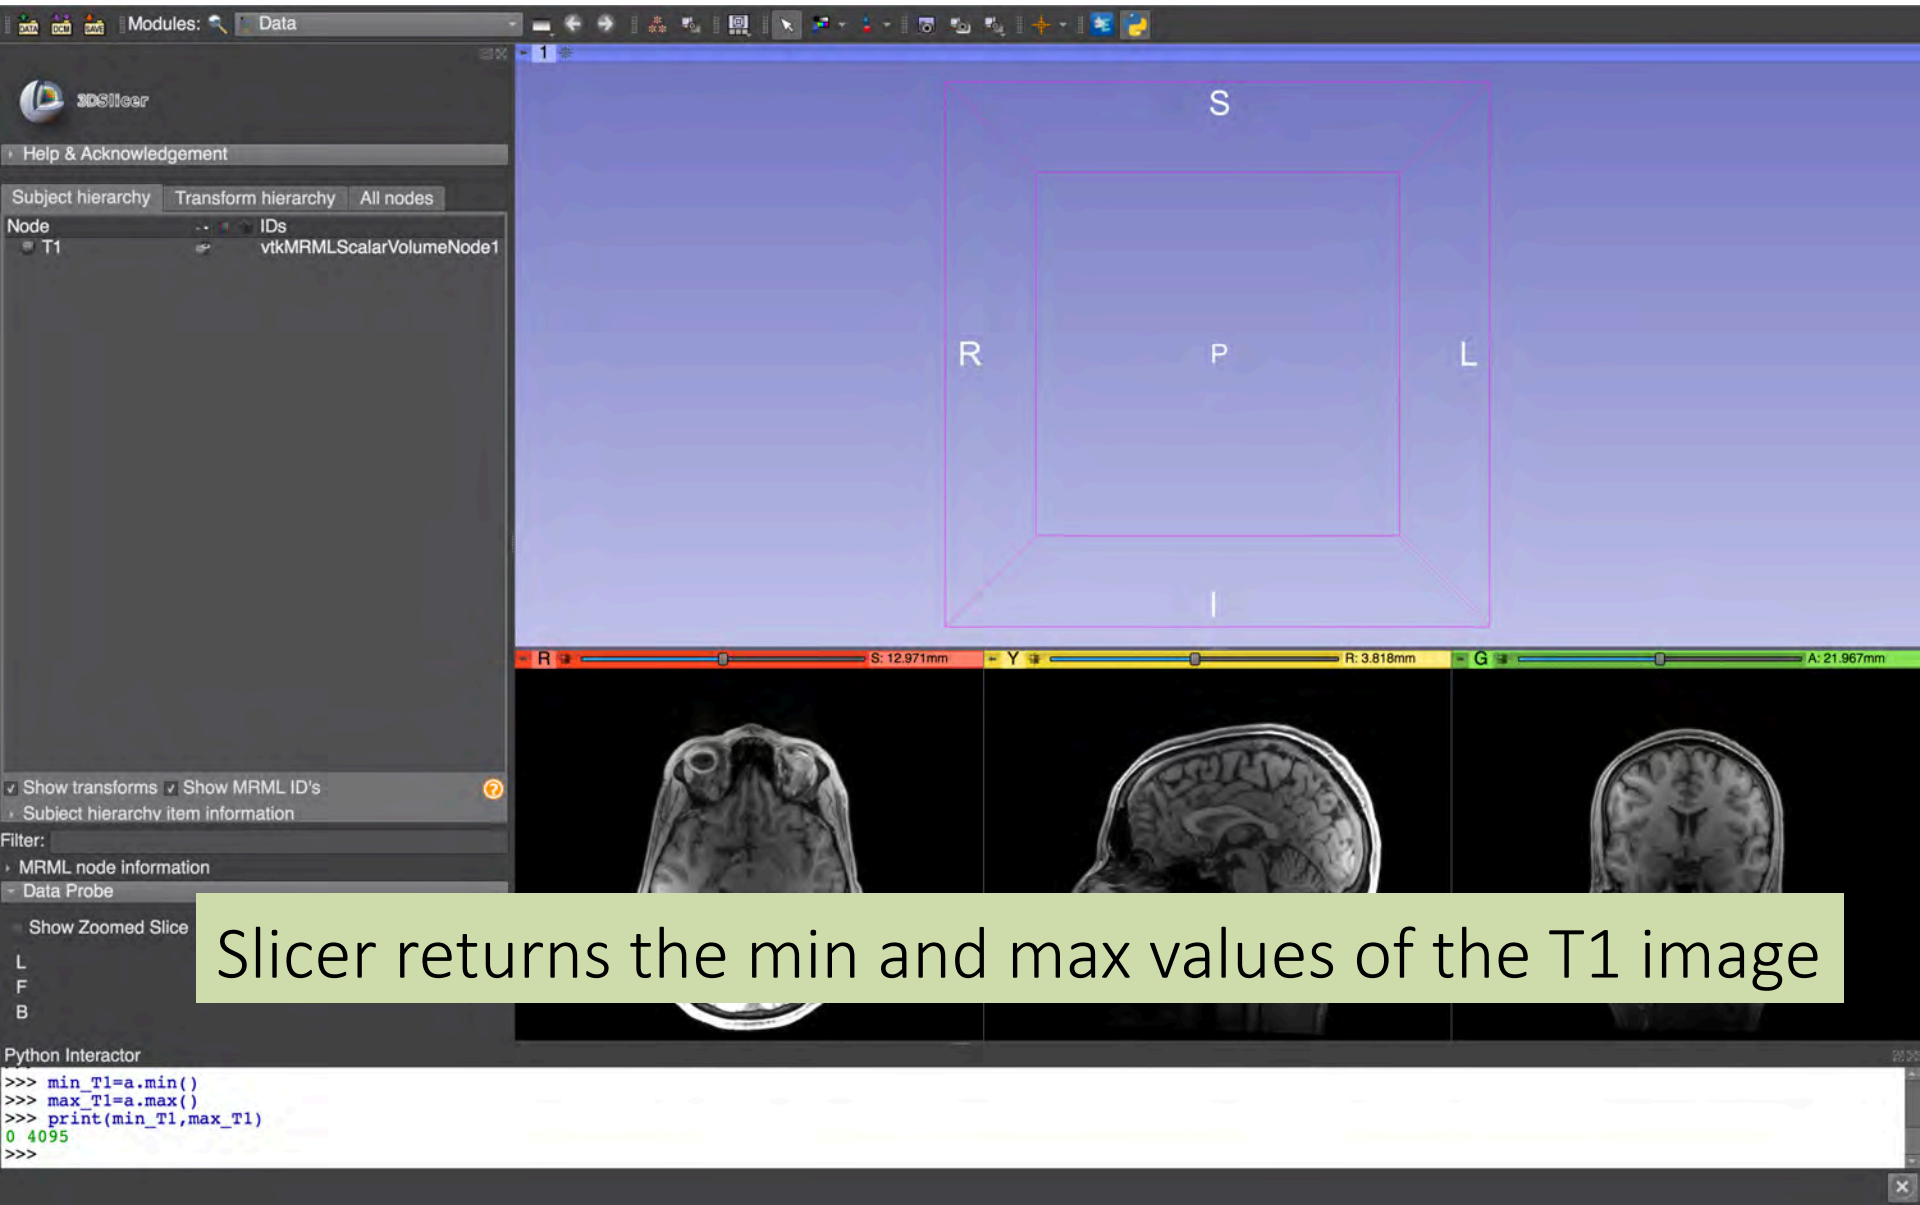 DATA DCM SAVE Modules: Data
1
3DSlicer
Help & Acknowledgement
Subject hierarchy Transform hierarchy All nodes
Node IDs
T1 vtkMRMLScalarVolumeNode1
S
R P L
I
R S: 12.971mm Y R: 3.818mm G A: 21.967mm
Show transforms Show MRML ID's
Subject hierarchy item information
Filter:
MRML node information
Data Probe
Show Zoomed Slice
L
F
B
Slicer returns the min and max values of the T1 image
Python Interactor
>>> min_T1=a.min()
>>> max_T1=a.max()
>>> print(min_T1,max_T1)
0 4095
>>>